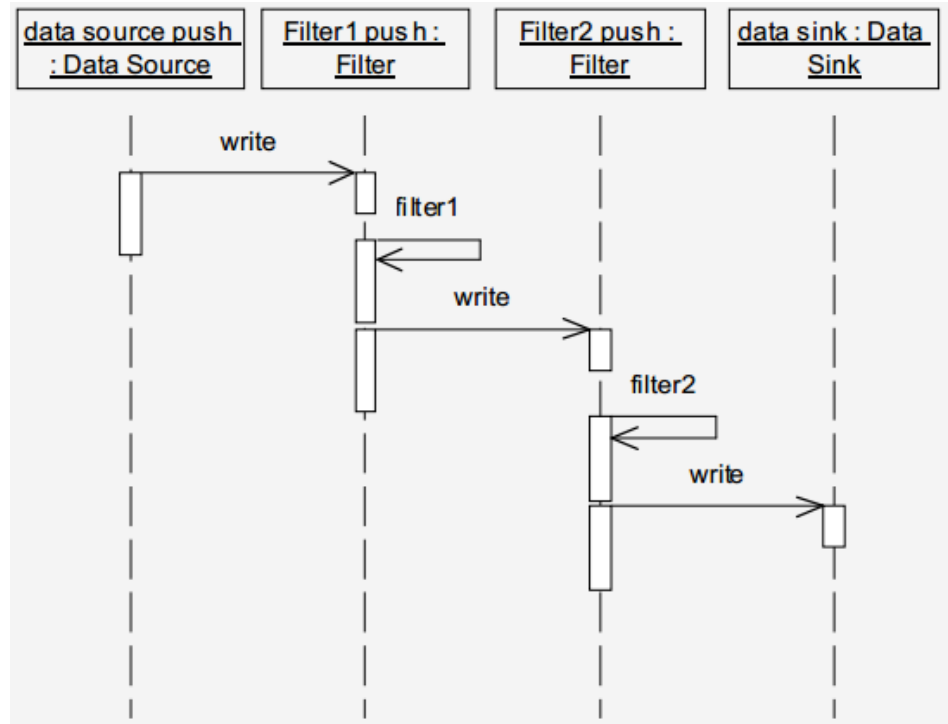 data source push
: Data Source
Filter1 push :
Filter
Filter2 push :
Filter
data sink : Data
Sink
write
filter1
write
filter2
write